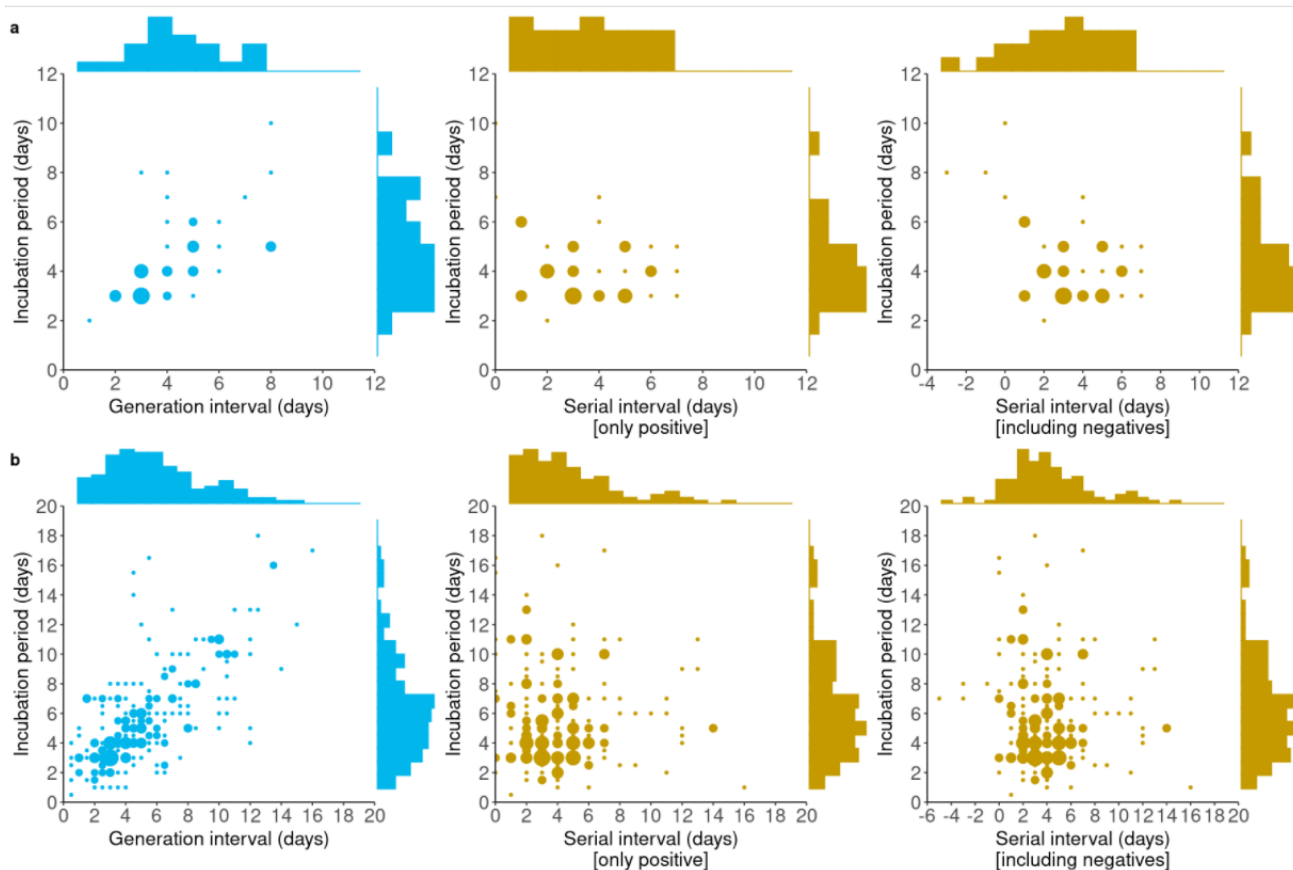 a
12
10
8
6
4
2
0
Incubation period (days)
0 2 4 6 8 10 12
Generation interval (days)
12
10
8
6
4
2
0
Incubation period (days)
0 2 4 6 8 10 12
Serial interval (days)
[only positive]
12
10
8
6
4
2
0
Incubation period (days)
-4 -2 0 2 4 6 8 10 12
Serial interval (days)
[including negatives]
b
20
18
16
14
12
10
8
6
4
2
0
Incubation period (days)
0 2 4 6 8 10 12 14 16 18 20
Generation interval (days)
20
18
16
14
12
10
8
6
4
2
0
Incubation period (days)
0 2 4 6 8 10 12 14 16 18 20
Serial interval (days)
[only positive]
20
18
16
14
12
10
8
6
4
2
0
Incubation period (days)
-6 -4 -2 0 2 4 6 8 10 12 14 16 18 20
Serial interval (days)
[including negatives]